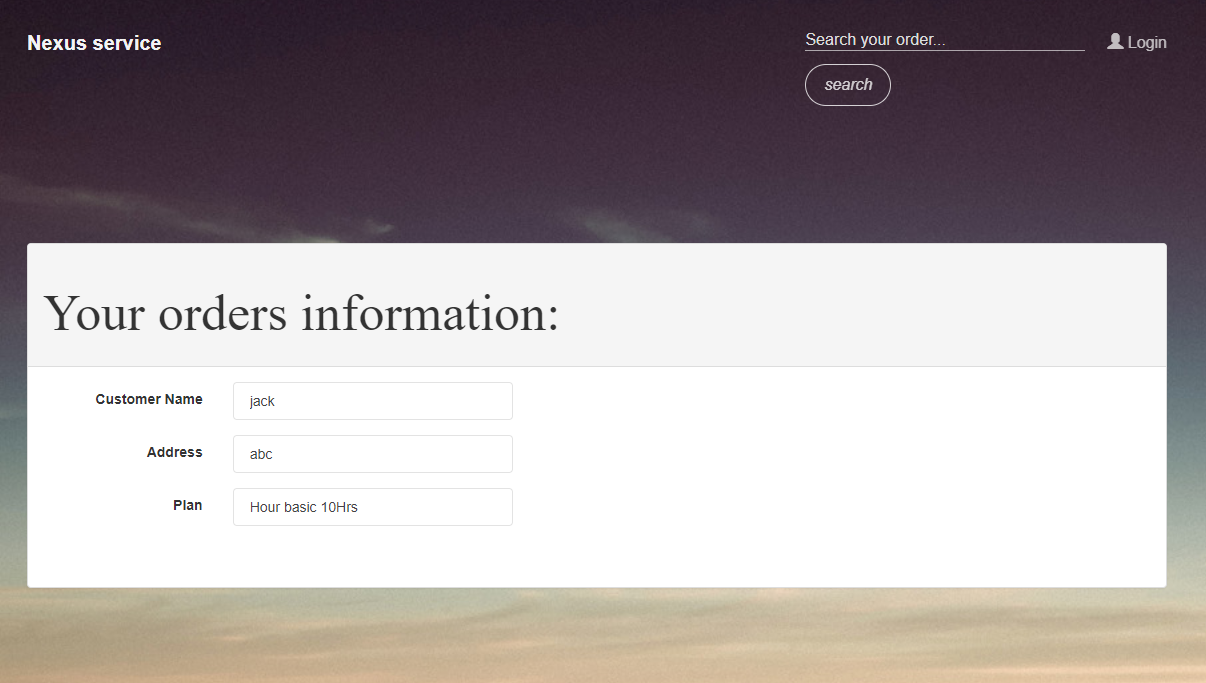 Nexus service
Search your order...
Login
search
Your orders information:
Customer Name
jack
Address
abc
Plan
Hour basic 10Hrs